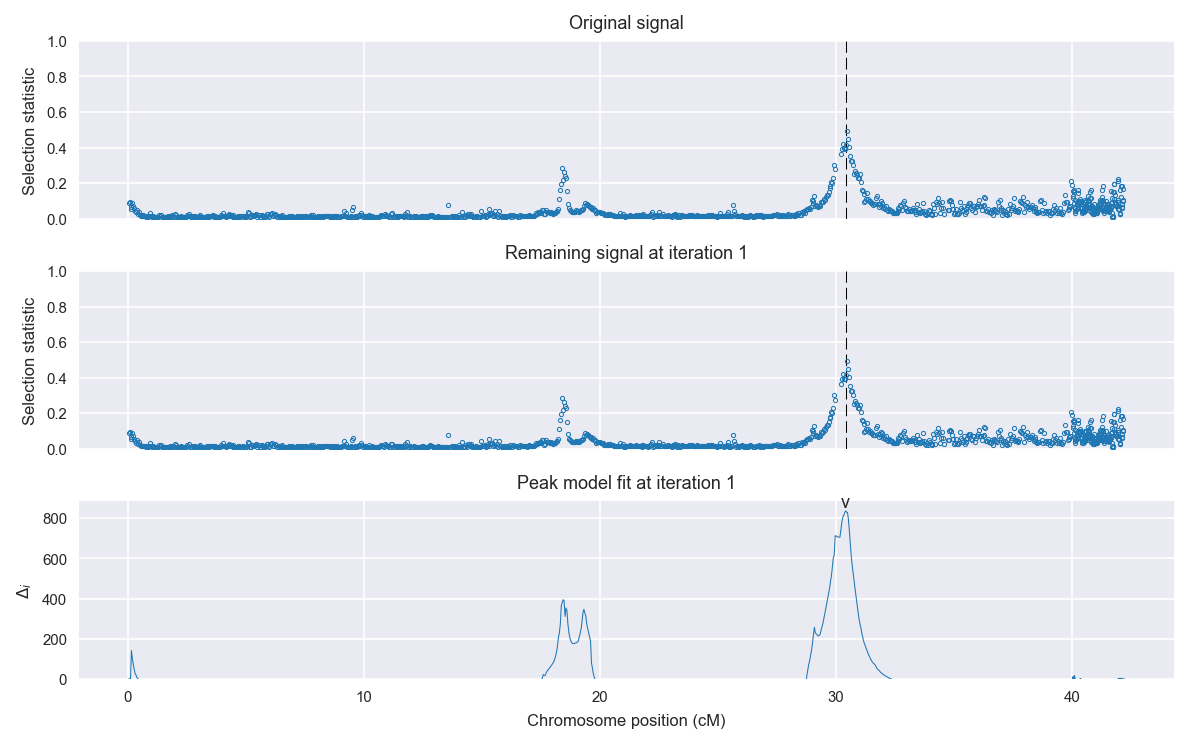 Original signal
1.0
0.8
0.6
0.4
0.2
0.0
Selection statistic
Remaining signal at iteration 1
1.0
0.8
0.6
0.4
0.2
0.0
Selection statistic
Peak model fit at iteration 1
v
800
600
400
200
0
Δi
0 10 20 30 40
Chromosome position (cM)